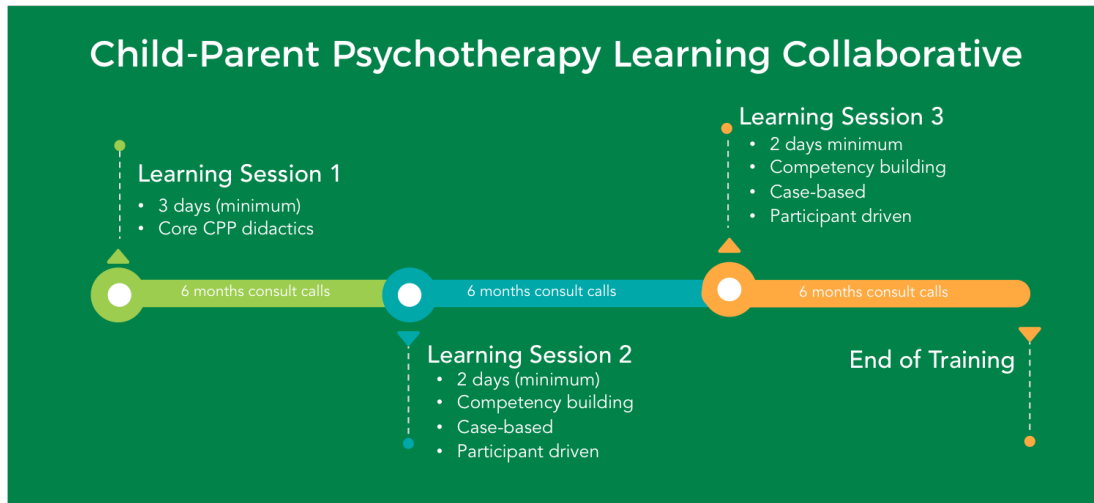 Child-Parent Psychotherapy Learning Collaborative
Learning Session 1
• 3 days (minimum)
• Core CPP didactics
6 months consult calls
Learning Session 2
• 2 days (minimum)
• Competency building
• Case-based
• Participant driven
6 months consult calls
Learning Session 3
• 2 days minimum
• Competency building
• Case-based
• Participant driven
6 months consult calls
End of Training